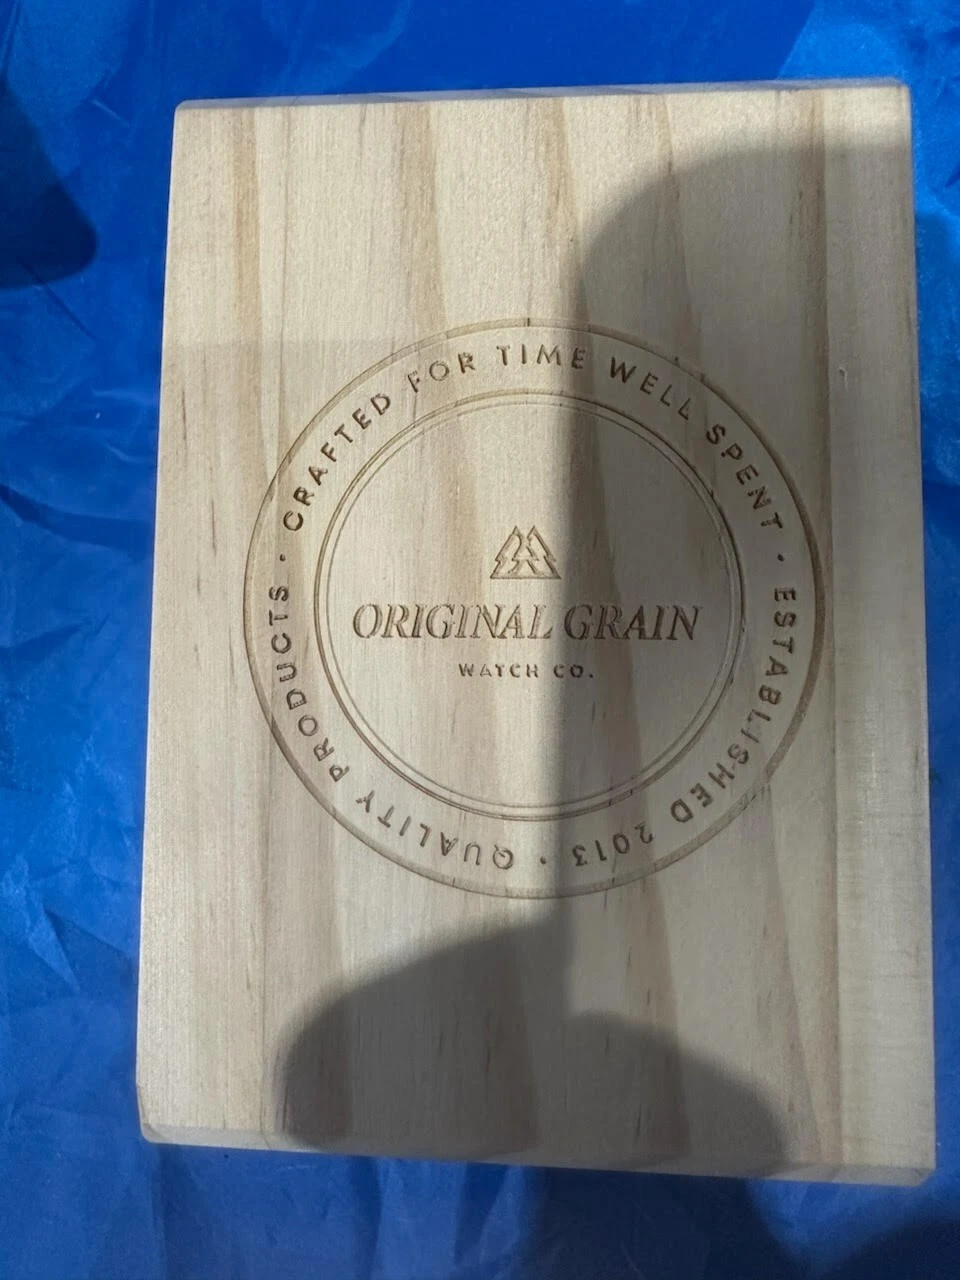 CRAFTED FOR TIME WELL SPENT · ESTABLISHED 2013 · QUALITY PRODUCTS ·
ORIGINAL GRAIN
WATCH CO.